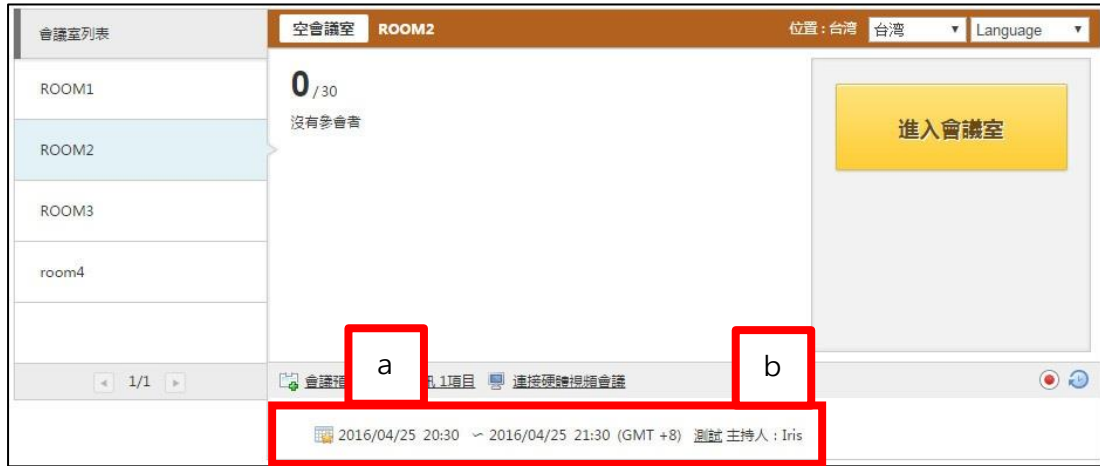 會議室列表
空會議室 ROOM2 位置：台湾 台湾 Language
ROOM1
ROOM2
ROOM3
room4
0 / 30
沒有參會者
進入會議室
a
b
1/1
會議預 1項目 連接硬體視頻會議
2016/04/25 20:30 ～ 2016/04/25 21:30 (GMT +8) 測試 主持人：Iris